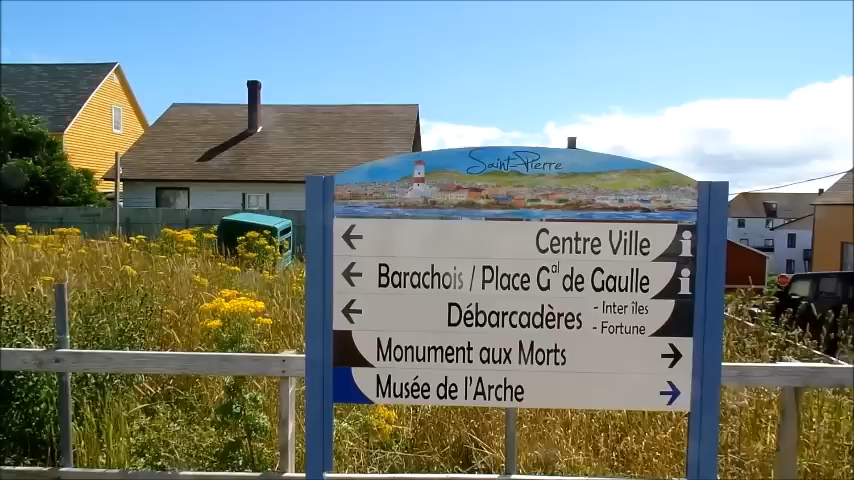 Saint-Pierre
Centre Ville
Barachois / Place Gal de Gaulle
Débarcadères - Inter îles
- Fortune
Monument aux Morts
Musée de l'Arche